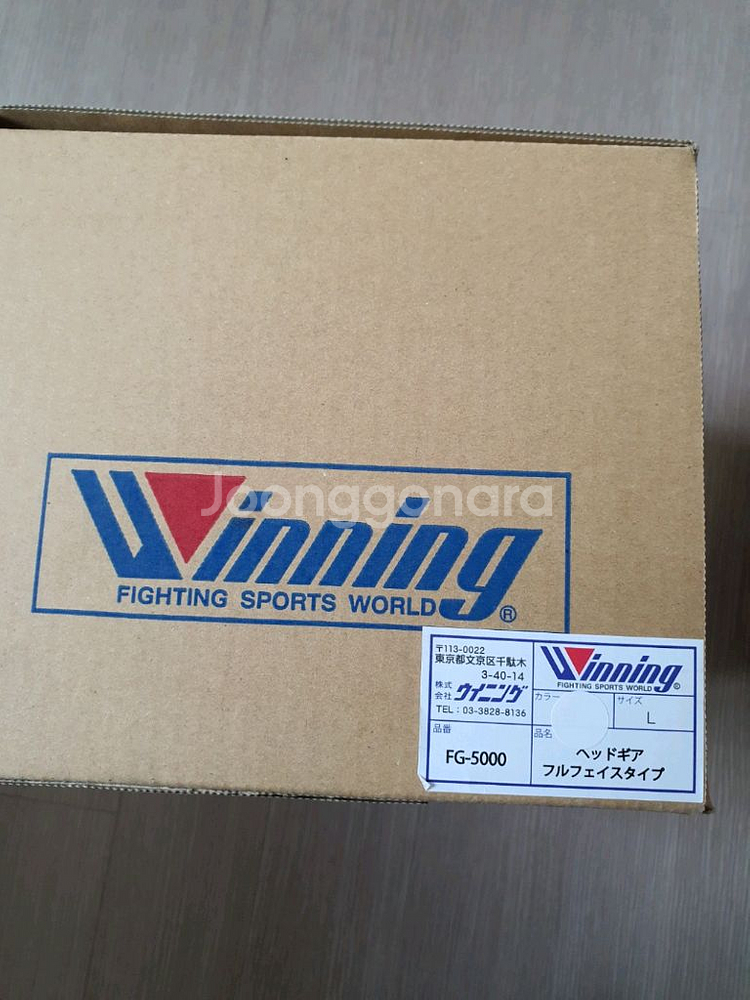 Joonggonara
Winning
FIGHTING SPORTS WORLD
®
〒113-0022
東京都文京区千駄木
3-40-14
株式
会社 ウイニング
TEL : 03-3828-8136
Winning
FIGHTING SPORTS WORLD ®
カラー
サイズ
L
品番
FG-5000
品名
ヘッドギア
フルフェイスタイプ